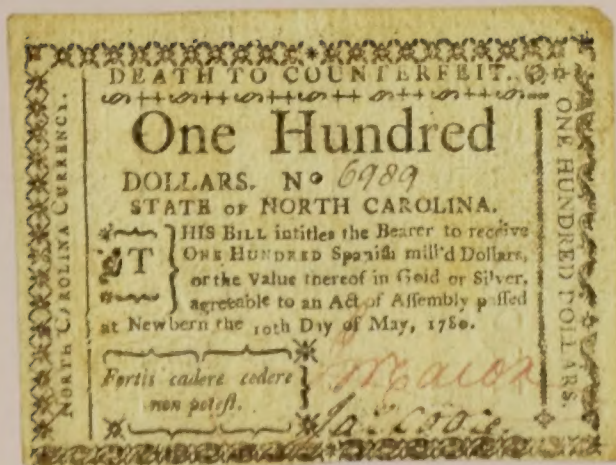 DEATH TO COUNTERFEIT.
One Hundred
DOLLARS. No 6989
STATE OF NORTH CAROLINA.
THIS BILL intitles the Bearer to receive
ONE HUNDRED Spanish mill'd Dollars,
or the Value thereof in Gold or Silver,
agreeable to an Act of Assembly passed
at Newbern the 10th Day of May, 1780.
Fortis cadere cedere
non potest.
NORTH CAROLINA CURRENCY.
ONE HUNDRED DOLLARS.